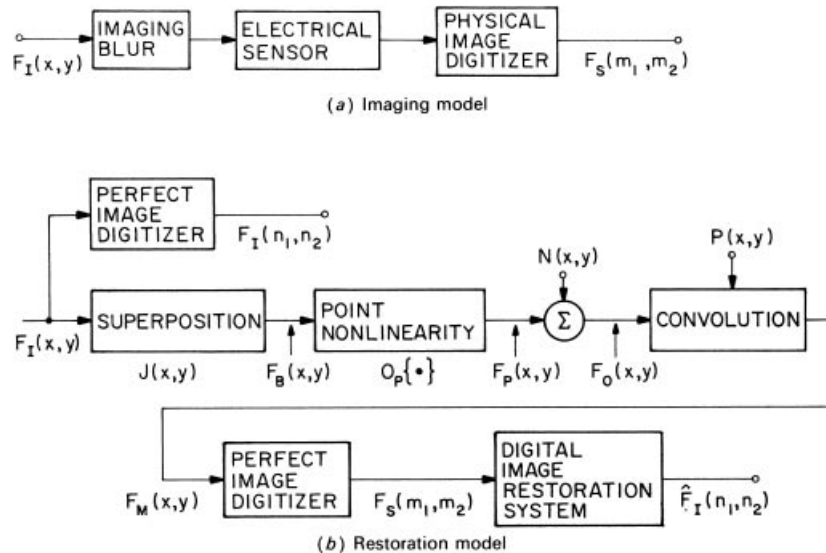 IMAGING
BLUR
ELECTRICAL
SENSOR
PHYSICAL
IMAGE
DIGITIZER
F_I(x,y)
F_S(m_1,m_2)
(a) Imaging model
PERFECT
IMAGE
DIGITIZER
F_I(n_1,n_2)
N(x,y)
P(x,y)
SUPERPOSITION
POINT
NONLINEARITY
Σ
CONVOLUTION
F_I(x,y)
J(x,y)
F_B(x,y)
O_P{•}
F_P(x,y)
F_O(x,y)
PERFECT
IMAGE
DIGITIZER
DIGITAL
IMAGE
RESTORATION
SYSTEM
F_M(x,y)
F_S(m_1,m_2)
F̂_I(n_1,n_2)
(b) Restoration model